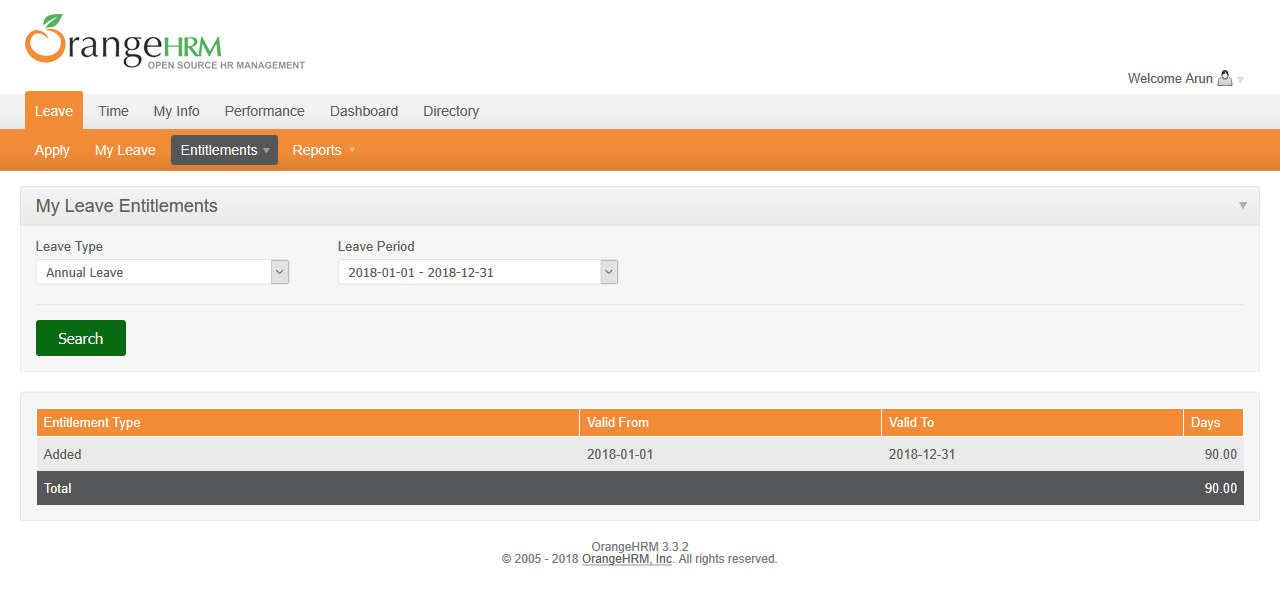 OrangeHRM
OPEN SOURCE HR MANAGEMENT
Welcome Arun
Leave Time My Info Performance Dashboard Directory
Apply My Leave Entitlements Reports
My Leave Entitlements
Leave Type Leave Period
Annual Leave 2018-01-01 - 2018-12-31
Search
Entitlement Type Valid From Valid To Days
Added 2018-01-01 2018-12-31 90.00
Total 90.00
OrangeHRM 3.3.2
© 2005 - 2018 OrangeHRM, Inc. All rights reserved.